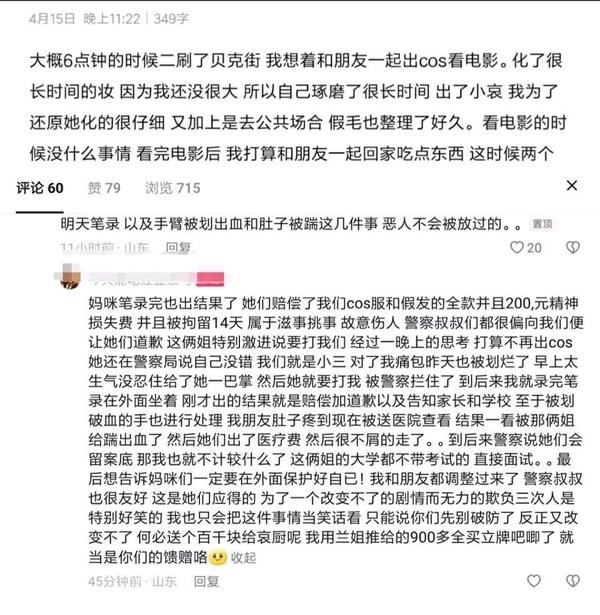 4月15日 晚上11:22 | 349字
大概6点钟的时候二刷了贝克街 我想着和朋友一起出cos看电影。化了很
长时间的妆 因为我还没很大 所以自己琢磨了很长时间 出了小哀 我为了
还原她化的很仔细 又加上是去公共场合 假毛也整理了好久。看电影的时
候没什么事情 看完电影后 我打算和朋友一起回家吃点东西 这时候两个
评论 60 赞 79 浏览 715
明天笔录 以及手臂被划出血和肚子被踹这几件事 恶人不会被放过的。。 置顶
11小时前· 山东 回复 20
妈咪笔录完也出结果了 她们赔偿了我们cos服和假发的全款并且200,元精神
损失费 并且被拘留14天 属于滋事挑事 故意伤人 警察叔叔们都很偏向我们便
让她们道歉 这俩姐特别激进说要打我们 经过一晚上的思考 打算不再出cos
她还在警察局说自己没错 我们就是小三 对了我痛包昨天也被划烂了 早上太
生气没忍住给了她一巴掌 然后她就要打我 被警察拦住了 到后来我就录完笔
录在外面坐着 刚才出的结果就是赔偿加道歉以及告知家长和学校 至于被划
破血的手也进行处理 我朋友肚子疼到现在被送医院查看 结果一看被那俩姐
给踹出血了 然后她们出了医疗费 然后很不屑的走了。。到后来警察说她们会
留案底 那我也就不计较什么了 这俩姐的大学都不带考试的 直接面试。。最
后想告诉妈咪们一定要在外面保护好自已！我和朋友都调整过来了 警察叔叔
也很友好 这是她们应得的 为了一个改变不了的剧情而无力的欺负三次人是
特别好笑的 我也只会把这件事情当笑话看 只能说你们先别破防了 反正又改
变不了 何必送个百千块给哀厨呢 我用兰姐推给的900多全买立牌吧唧了 就
当是你们的馈赠咯 收起
45分钟前 · 山东 回复